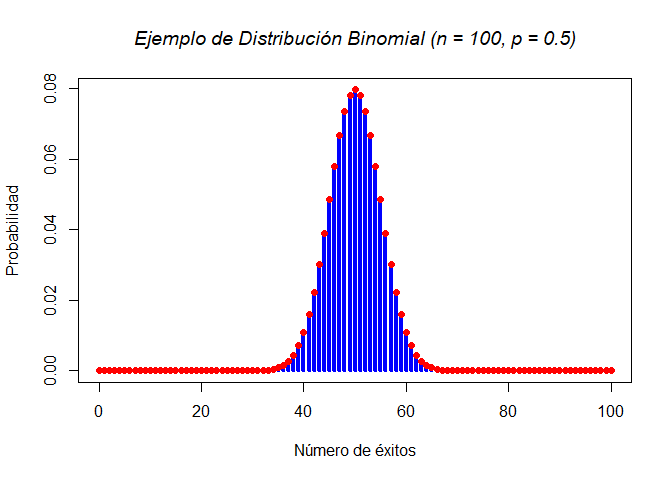 Ejemplo de Distribución Binomial (n = 100, p = 0.5)
0.08
0.06
0.04
0.02
0.00
Probabilidad
0 20 40 60 80 100
Número de éxitos